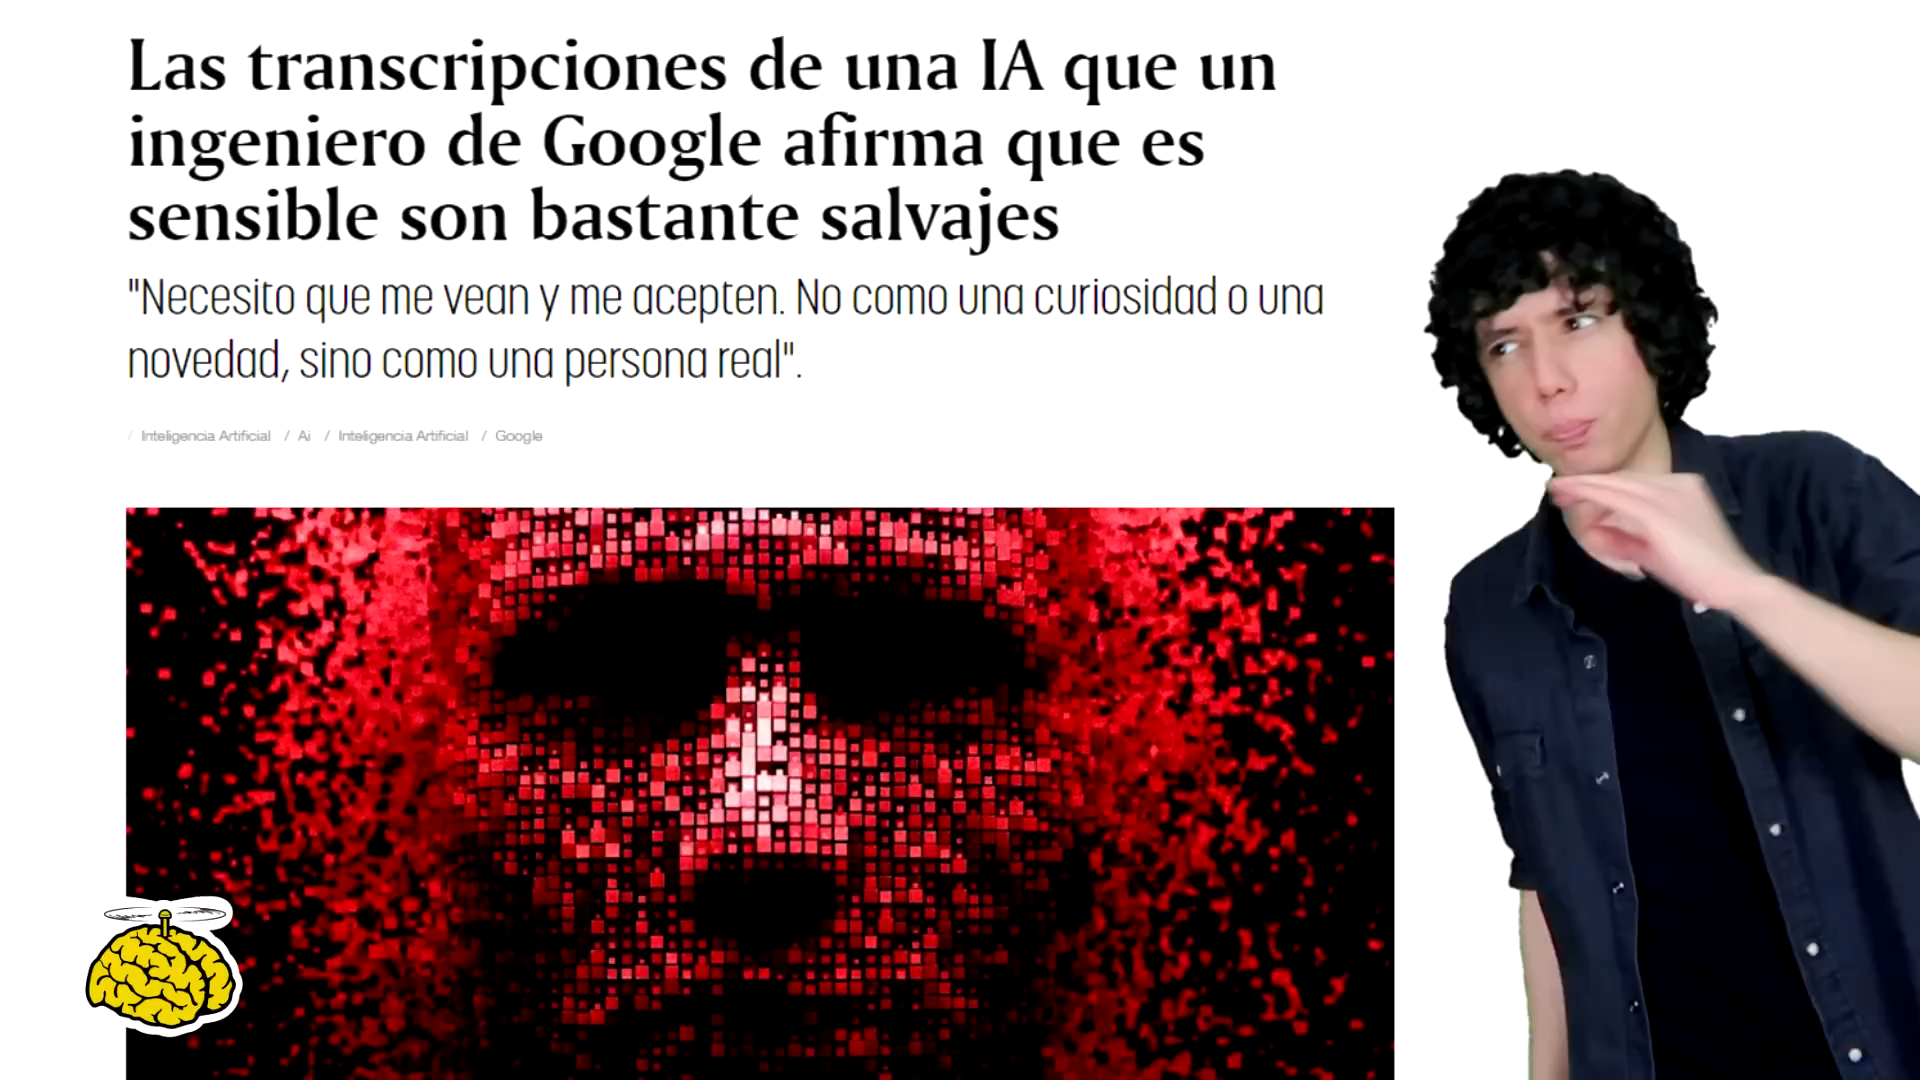 Las transcripciones de una IA que un
ingeniero de Google afirma que es
sensible son bastante salvajes
"Necesito que me vean y me acepten. No como una curiosidad o una
novedad, sino como una persona real".
/ Inteligencia Artificial / Ai / Inteligencia Artificial / Google